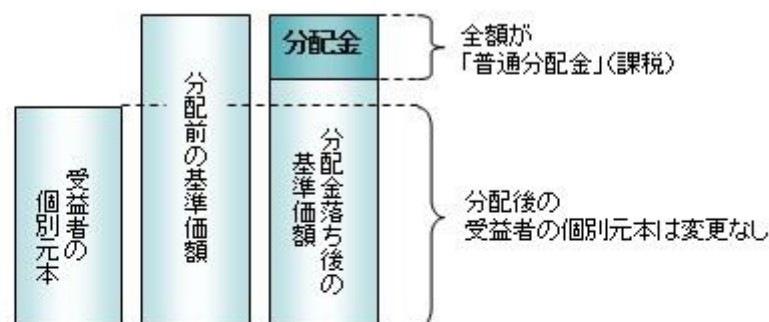 受益者の
個別元本
分配前の基準価額
分配金
分配金落ち後の
基準価額
全額が
「普通分配金」（課税）
分配後の
受益者の個別元本は変更なし